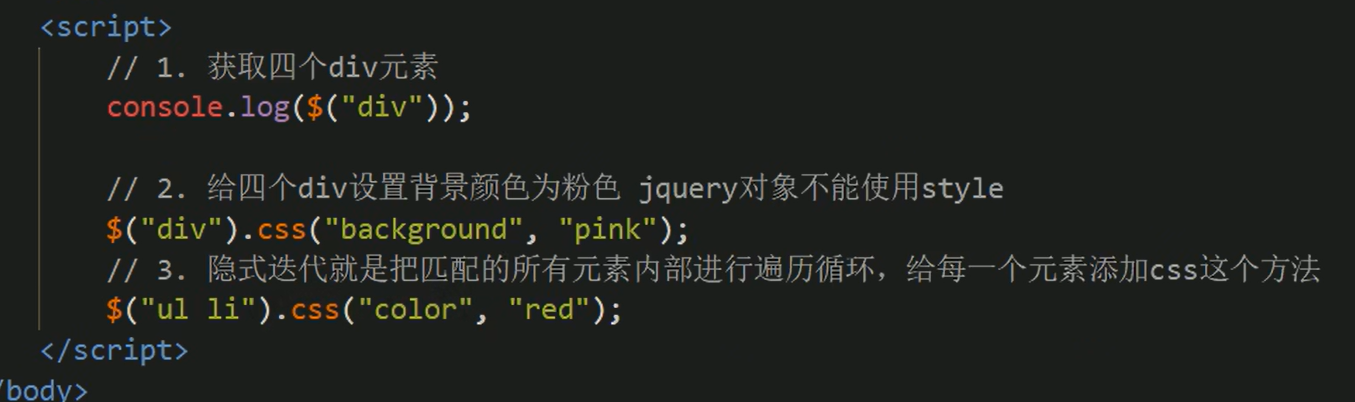 <script>
// 1. 获取四个div元素
console.log($("div"));
// 2. 给四个div设置背景颜色为粉色 jquery对象不能使用style
$("div").css("background", "pink");
// 3. 隐式迭代就是把匹配的所有元素内部进行遍历循环，给每一个元素添加css这个方法
$("ul li").css("color", "red");
</script>
/body>